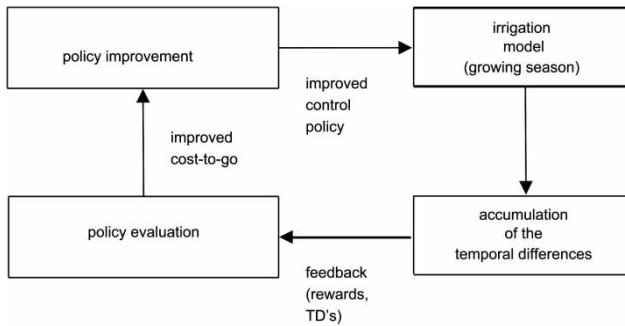 policy improvement
improved
control
policy
irrigation
model
(growing season)
improved
cost-to-go
policy evaluation
feedback
(rewards,
TD's)
accumulation
of the
temporal differences